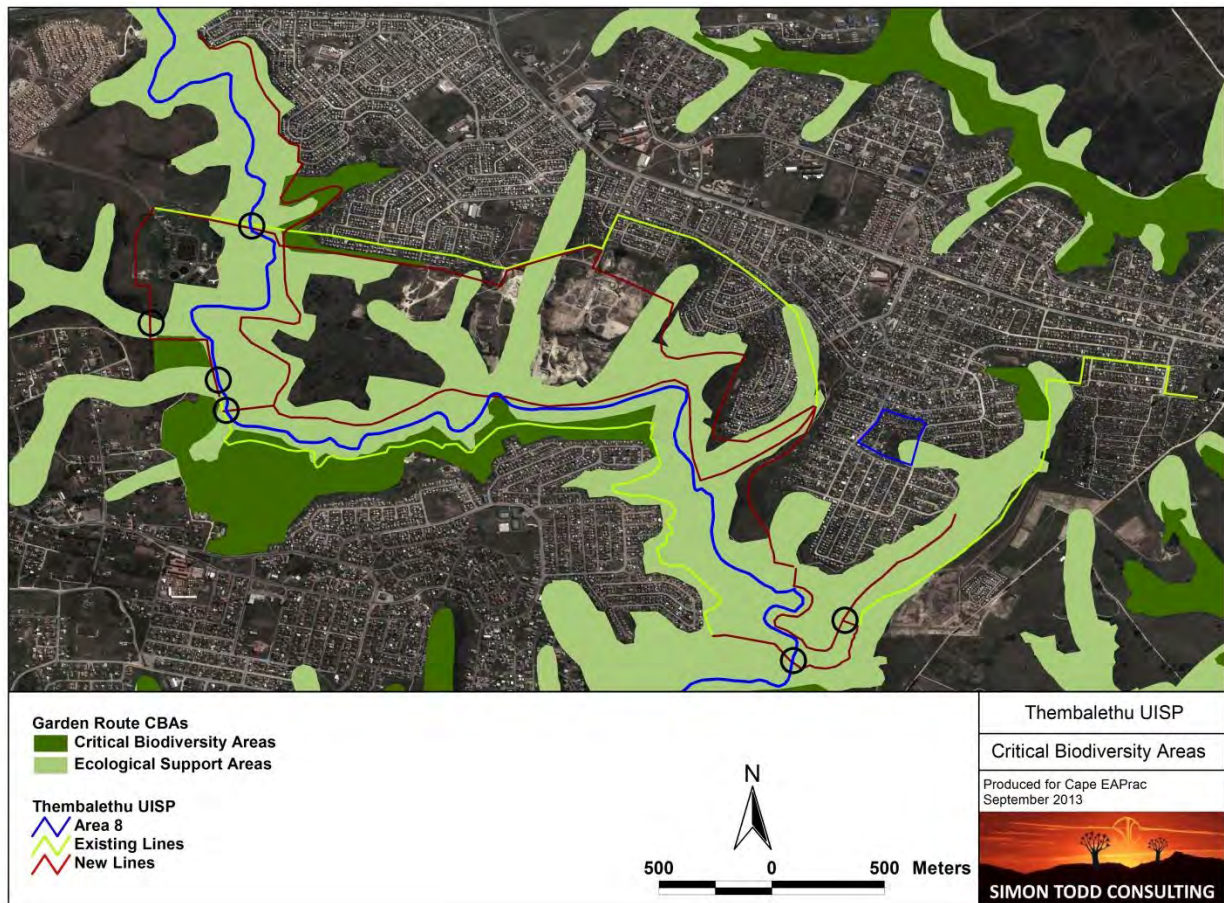 Garden Route CBAs
Critical Biodiversity Areas
Ecological Support Areas
Thembalethu UISP
Area 8
Existing Lines
New Lines
N
500 0 500 Meters
Thembalethu UISP
Critical Biodiversity Areas
Produced for Cape EAPrac
September 2013
SIMON TODD CONSULTING